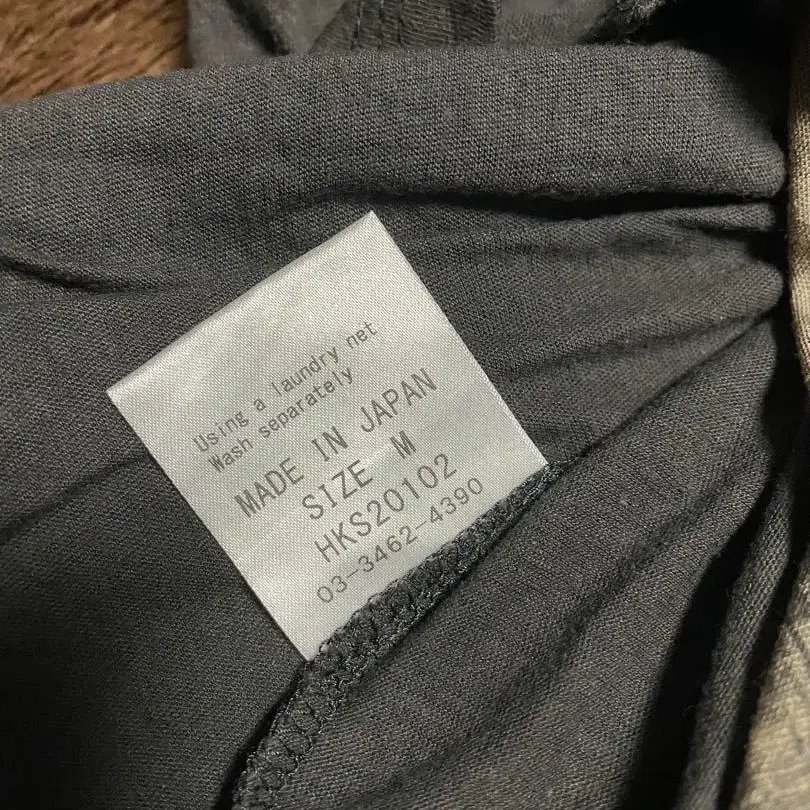 Using a laundry net
Wash separately
MADE IN JAPAN
SIZE M
HKS20102
03-3462-4390